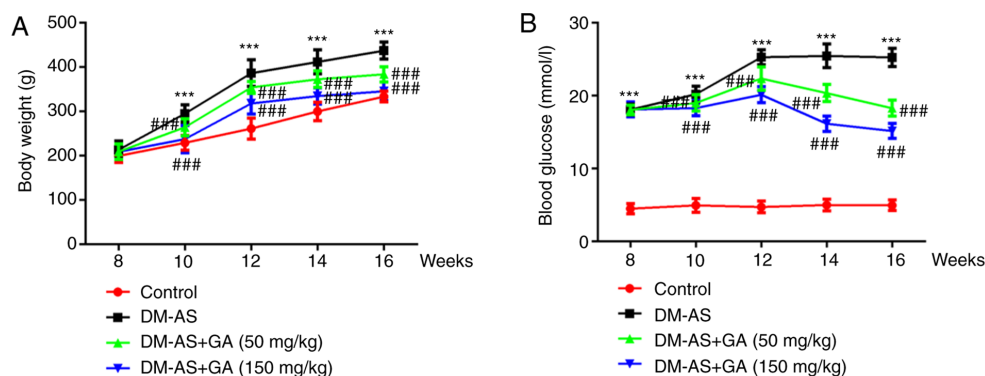 A
Body weight (g)
500
400
300
200
100
0
***
***
***
***
###
###
###
###
###
###
###
###
8 10 12 14 16 Weeks
Control
DM-AS
DM-AS+GA (50 mg/kg)
DM-AS+GA (150 mg/kg)
B
Blood glucose (mmol/l)
30
20
10
0
***
***
***
***
***
###
###
###
###
###
###
###
###
8 10 12 14 16 Weeks
Control
DM-AS
DM-AS+GA (50 mg/kg)
DM-AS+GA (150 mg/kg)